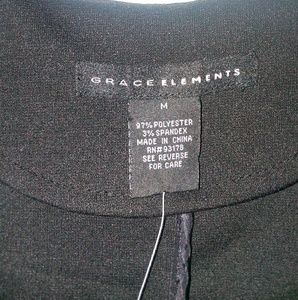 GRACE ELEMENTS
M
97% POLYESTER
3% SPANDEX
MADE IN CHINA
RN#93178
SEE REVERSE
FOR CARE